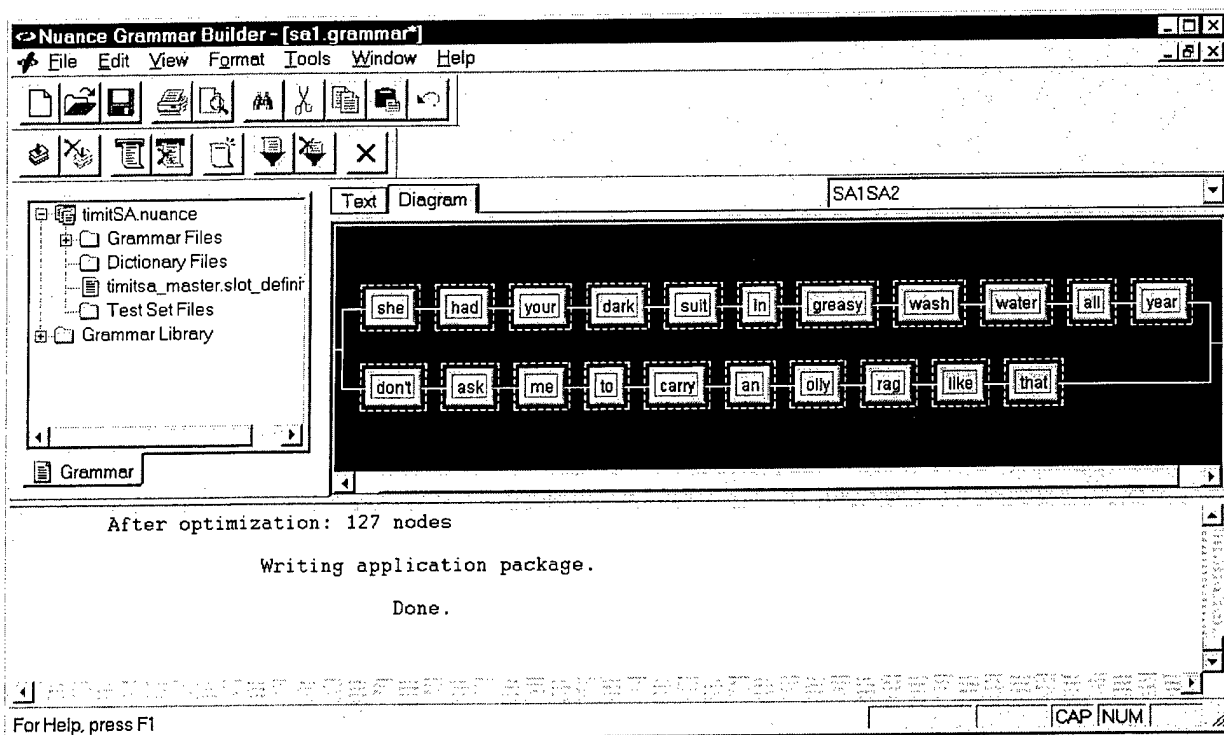 Nuance Grammar Builder - [sa1.grammar*]
File Edit View Format Tools Window Help
Text Diagram SA1SA2
timitSA.nuance
Grammar Files
Dictionary Files
timitsa_master.slot_defini
Test Set Files
Grammar Library
Grammar
she had your dark suit in greasy wash water all year
don't ask me to carry an oily rag like that
After optimization: 127 nodes
Writing application package.
Done.
For Help, press F1 CAP NUM